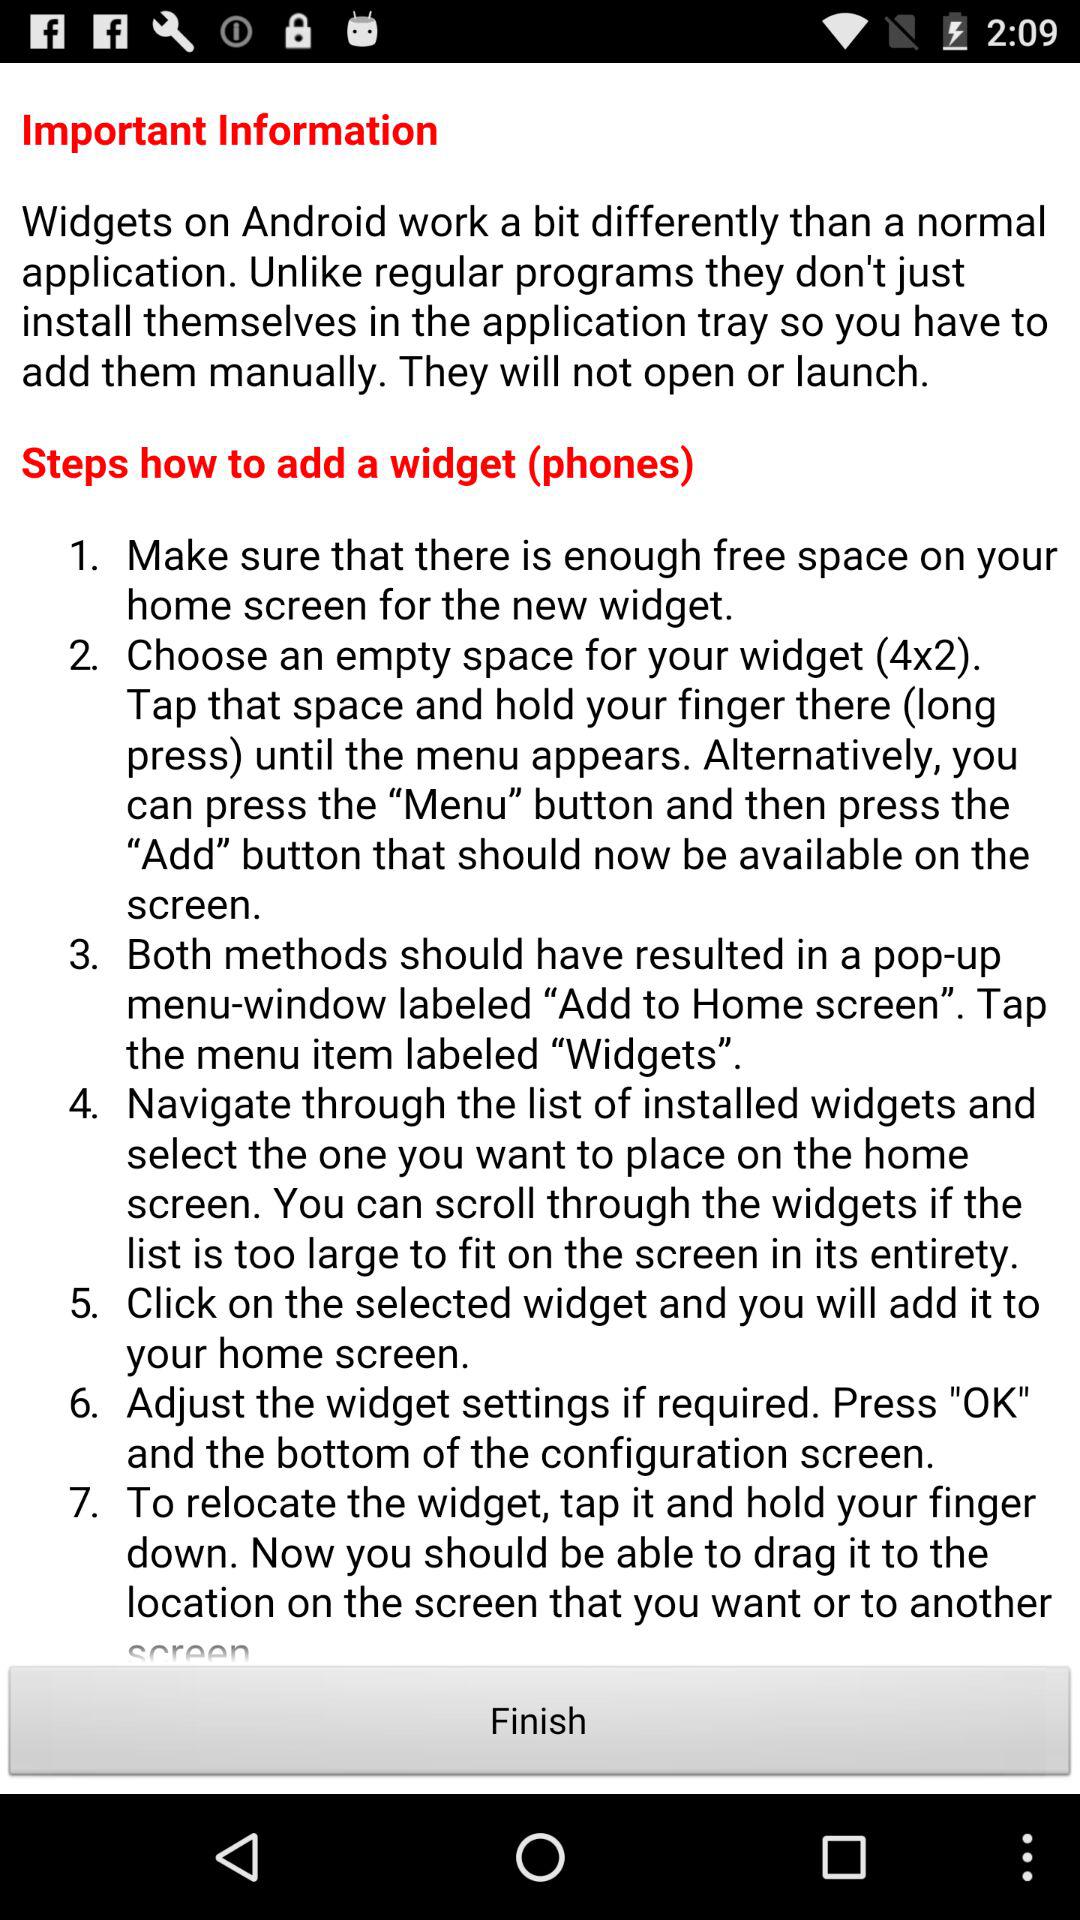 2:09
Important Information
Widgets on Android work a bit differently than a normal
application. Unlike regular programs they don't just
install themselves in the application tray so you have to
add them manually. They will not open or launch.
Steps how to add a widget (phones)
1. Make sure that there is enough free space on your
home screen for the new widget.
2. Choose an empty space for your widget (4x2).
Tap that space and hold your finger there (long
press) until the menu appears. Alternatively, you
can press the “Menu” button and then press the
“Add” button that should now be available on the
screen.
3. Both methods should have resulted in a pop-up
menu-window labeled “Add to Home screen”. Tap
the menu item labeled “Widgets”.
4. Navigate through the list of installed widgets and
select the one you want to place on the home
screen. You can scroll through the widgets if the
list is too large to fit on the screen in its entirety.
5. Click on the selected widget and you will add it to
your home screen.
6. Adjust the widget settings if required. Press "OK"
and the bottom of the configuration screen.
7. To relocate the widget, tap it and hold your finger
down. Now you should be able to drag it to the
location on the screen that you want or to another
screen
Finish